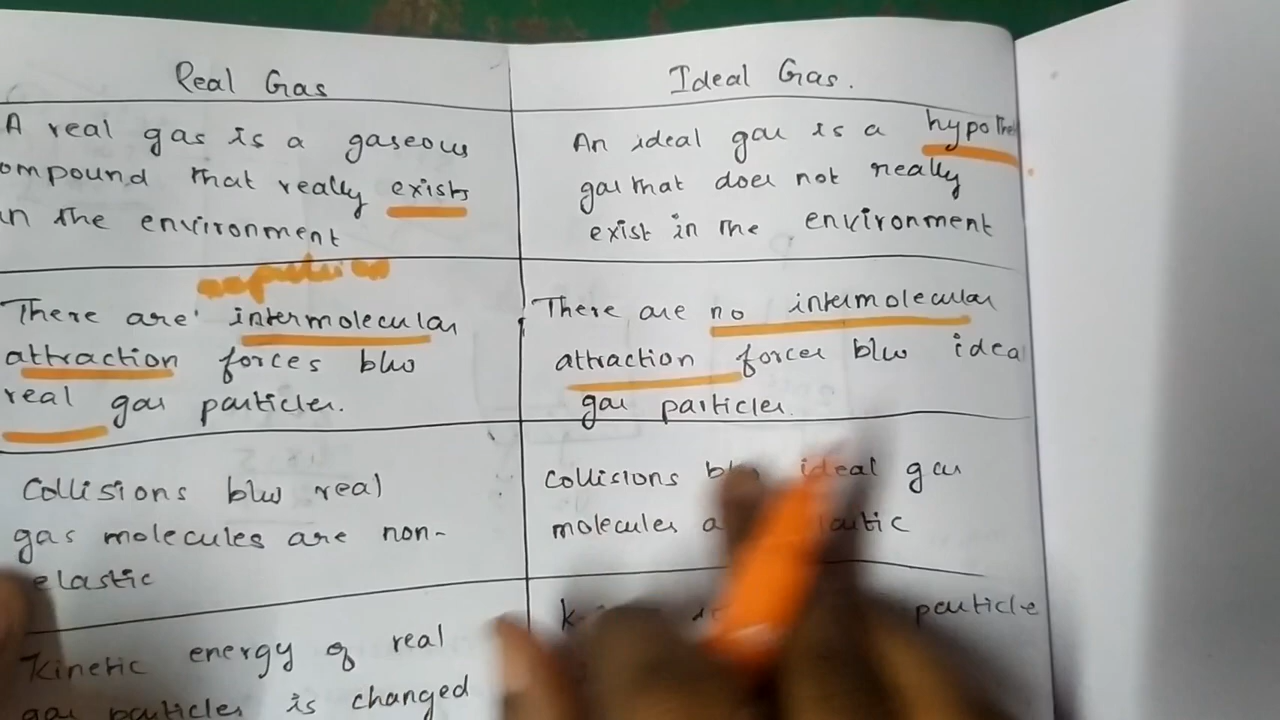 Real Gas
A real gas is a gaseous
ompound that really exists
in the environment
There are intermolecular
attraction forces b/w
real gas particles.
Collisions b/w real
gas molecules are non-
elastic
Kinetic energy of real
gas particles is changed
Ideal Gas.
An ideal gas is a hypothe
gas that does not really
exist in the environment
There are no intermolecular
attraction forces b/w idea
gas particles.
Collisions b/w ideal gas
molecules
particle